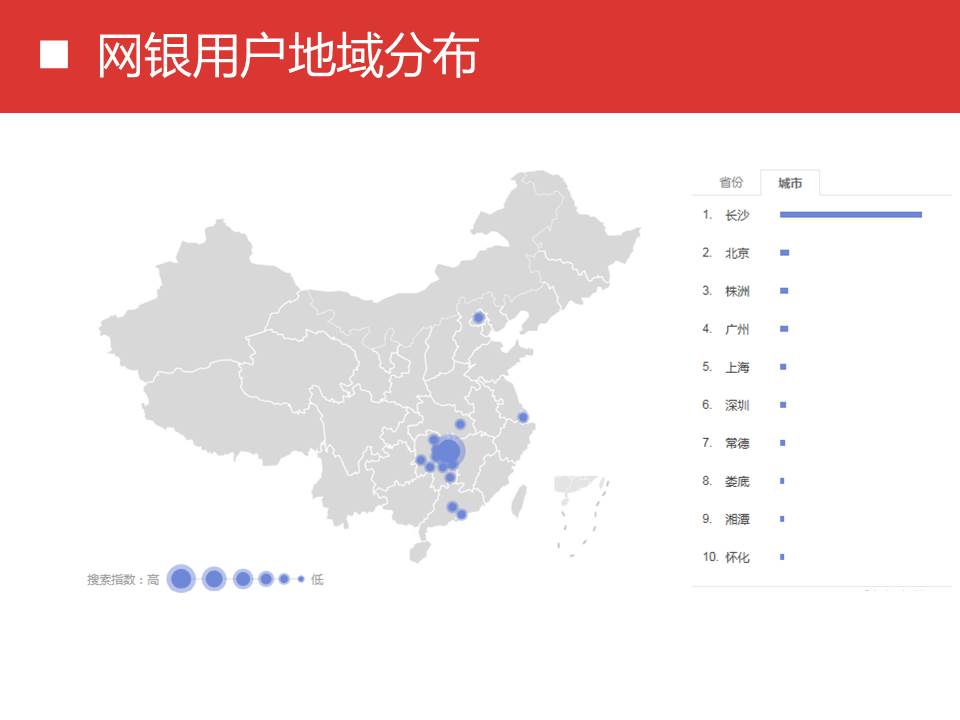 网银用户地域分布
省份 城市
1. 长沙
2. 北京
3. 株洲
4. 广州
5. 上海
6. 深圳
7. 常德
8. 娄底
9. 湘潭
10. 怀化
搜索指数：高 低